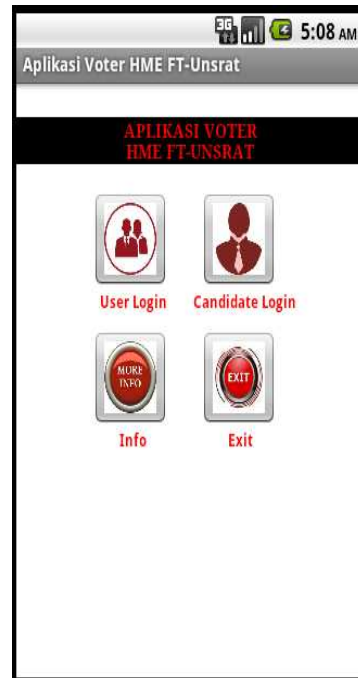 3G 5:08 AM
Aplikasi Voter HME FT-Unsrat
APLIKASI VOTER
HME FT-UNSRAT
User Login Candidate Login
MORE
INFO
EXIT
Info Exit